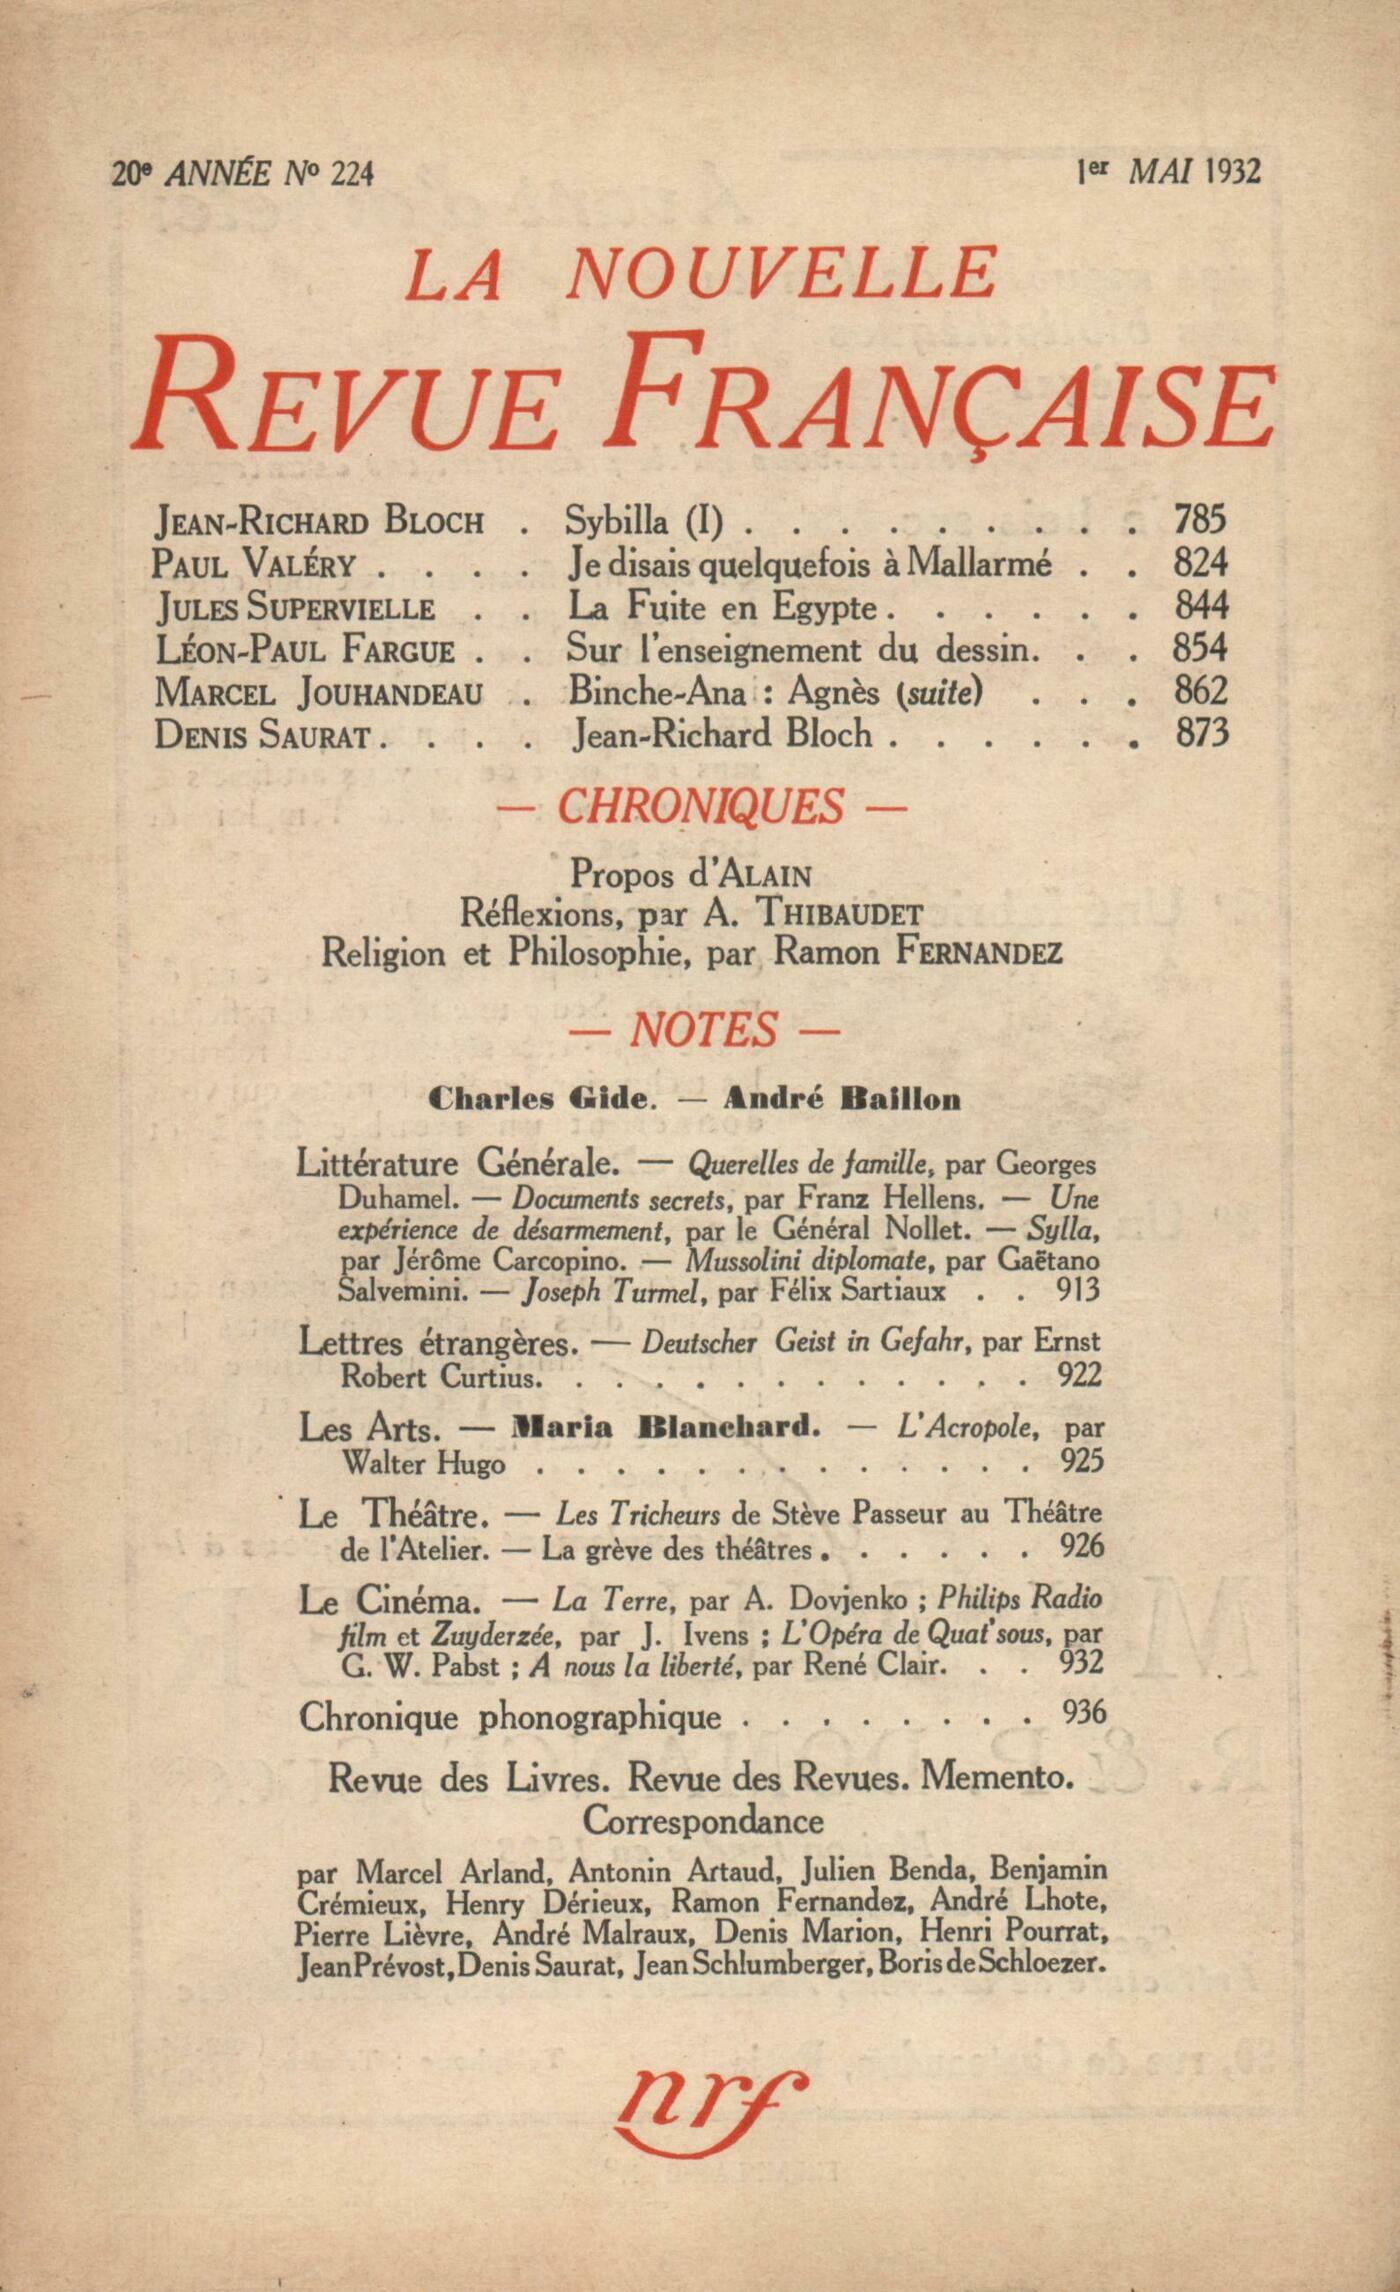 20e ANNÉE No 224
1er MAI 1932
LA NOUVELLE
REVUE FRANÇAISE
JEAN-RICHARD BLOCH . Sybilla (I) . . . . . . . . . 785
PAUL VALÉRY . . . . Je disais quelquefois à Mallarmé . . 824
JULES SUPERVIELLE . . La Fuite en Egypte . . . . . . 844
LÉON-PAUL FARGUE . . Sur l'enseignement du dessin. . . 854
MARCEL JOUHANDEAU . Binche-Ana : Agnès (suite) . . . 862
DENIS SAURAT . . . . Jean-Richard Bloch . . . . . . 873
— CHRONIQUES —
Propos d'ALAIN
Réflexions, par A. THIBAUDET
Religion et Philosophie, par Ramon FERNANDEZ
— NOTES —
Charles Gide. — André Baillon
Littérature Générale. — Querelles de famille, par Georges
Duhamel. — Documents secrets, par Franz Hellens. — Une
expérience de désarmement, par le Général Nollet. — Sylla,
par Jérôme Carcopino. — Mussolini diplomate, par Gaëtano
Salvemini. — Joseph Turmel, par Félix Sartiaux . . 913
Lettres étrangères. — Deutscher Geist in Gefahr, par Ernst
Robert Curtius. . . . . . . . . . . . . 922
Les Arts. — Maria Blanchard. — L'Acropole, par
Walter Hugo . . . . . . . . . . . . . 925
Le Théâtre. — Les Tricheurs de Stève Passeur au Théâtre
de l'Atelier. — La grève des théâtres . . . . . . 926
Le Cinéma. — La Terre, par A. Dovjenko ; Philips Radio
film et Zuyderzée, par J. Ivens ; L'Opéra de Quat'sous, par
G. W. Pabst ; A nous la liberté, par René Clair. . . 932
Chronique phonographique . . . . . . . . 936
Revue des Livres. Revue des Revues. Memento.
Correspondance
par Marcel Arland, Antonin Artaud, Julien Benda, Benjamin
Crémieux, Henry Dérieux, Ramon Fernandez, André Lhote,
Pierre Lièvre, André Malraux, Denis Marion, Henri Pourrat,
Jean Prévost, Denis Saurat, Jean Schlumberger, Boris de Schloezer.
nrf